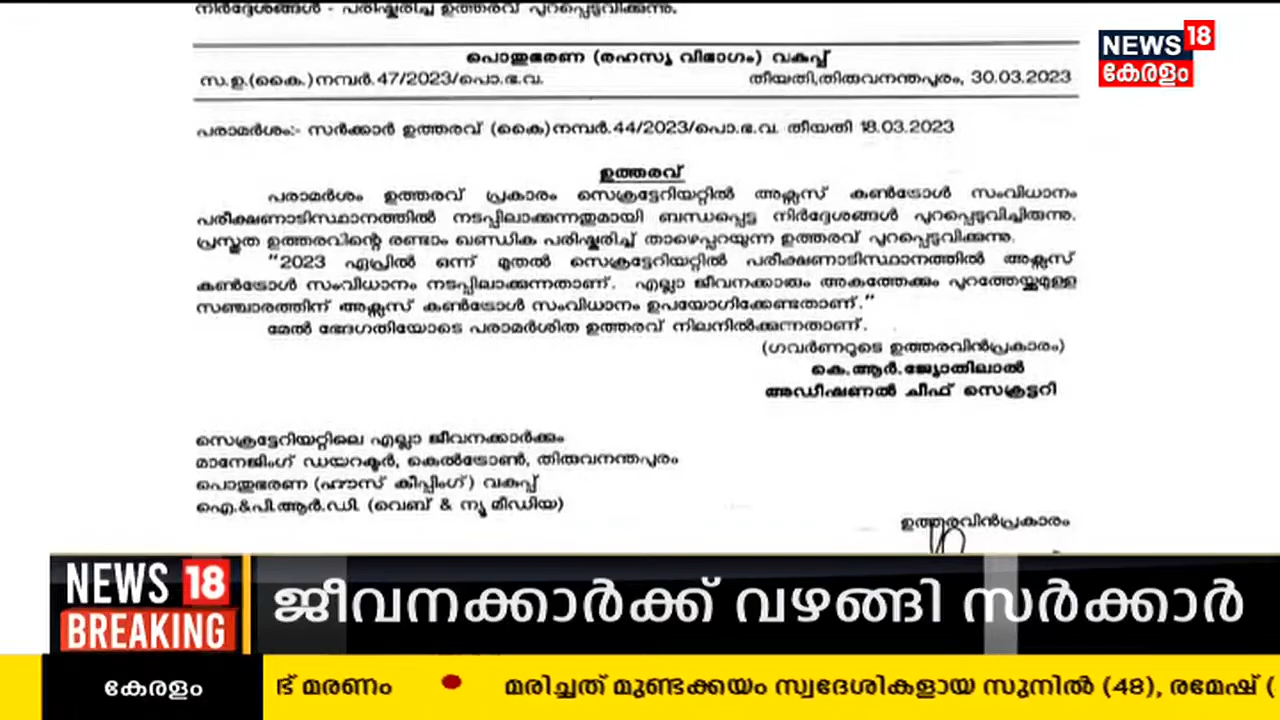 നിർദ്ദേശങ്ങൾ - പരിഷ്കരിച്ച ഉത്തരവ് പുറപ്പെടുവിക്കുന്നു.
പൊതുഭരണ (രഹസ്യ വിഭാഗം) വകുപ്പ്
സ.ഉ.(കൈ.)നമ്പർ.47/2023/പൊ.ഭ.വ. തീയതി,തിരുവനന്തപുരം, 30.03.2023
NEWS 18
കേരളം
പരാമർശം:- സർക്കാർ ഉത്തരവ് (കൈ)നമ്പർ.44/2023/പൊ.ഭ.വ. തീയതി 18.03.2023
ഉത്തരവ്
പരാമർശം ഉത്തരവ് പ്രകാരം സെക്രട്ടേറിയറ്റിൽ അക്സസ് കൺട്രോൾ സംവിധാനം
പരീക്ഷണാടിസ്ഥാനത്തിൽ നടപ്പിലാക്കുന്നതുമായി ബന്ധപ്പെട്ട നിർദ്ദേശങ്ങൾ പുറപ്പെടുവിച്ചിരുന്നു.
പ്രസ്തുത ഉത്തരവിന്റെ രണ്ടാം ഖണ്ഡിക പരിഷ്കരിച്ച് താഴെപ്പറയുന്ന ഉത്തരവ് പുറപ്പെടുവിക്കുന്നു.
“2023 ഏപ്രിൽ ഒന്ന് മുതൽ സെക്രട്ടേറിയറ്റിൽ പരീക്ഷണാടിസ്ഥാനത്തിൽ അക്സസ്
കൺട്രോൾ സംവിധാനം നടപ്പിലാക്കുന്നതാണ്. എല്ലാ ജീവനക്കാരും അകത്തേക്കും പുറത്തേയ്ക്കുമുള്ള
സഞ്ചാരത്തിന് അക്സസ് കൺട്രോൾ സംവിധാനം ഉപയോഗിക്കേണ്ടതാണ്.”
മേൽ ഭേദഗതിയോടെ പരാമർശിത ഉത്തരവ് നിലനിൽക്കുന്നതാണ്.
(ഗവർണറുടെ ഉത്തരവിൻപ്രകാരം)
കെ.ആർ.ജ്യോതിലാൽ
അഡീഷണൽ ചീഫ് സെക്രട്ടറി
സെക്രട്ടേറിയറ്റിലെ എല്ലാ ജീവനക്കാർക്കും
മാനേജിംഗ് ഡയറക്ടർ, കെൽട്രോൺ, തിരുവനന്തപുരം
പൊതുഭരണ (ഹൗസ് കീപ്പിംഗ്) വകുപ്പ്
ഐ.&പി.ആർ.ഡി. (വെബ് & ന്യൂ മീഡിയ)
ഉത്തരവിൻപ്രകാരം
NEWS 18
BREAKING
ജീവനക്കാർക്ക് വഴങ്ങി സർക്കാർ
കേരളം
ട് മരണം • മരിച്ചത് മുണ്ടക്കയം സ്വദേശികളായ സുനിൽ (48), രമേഷ് (